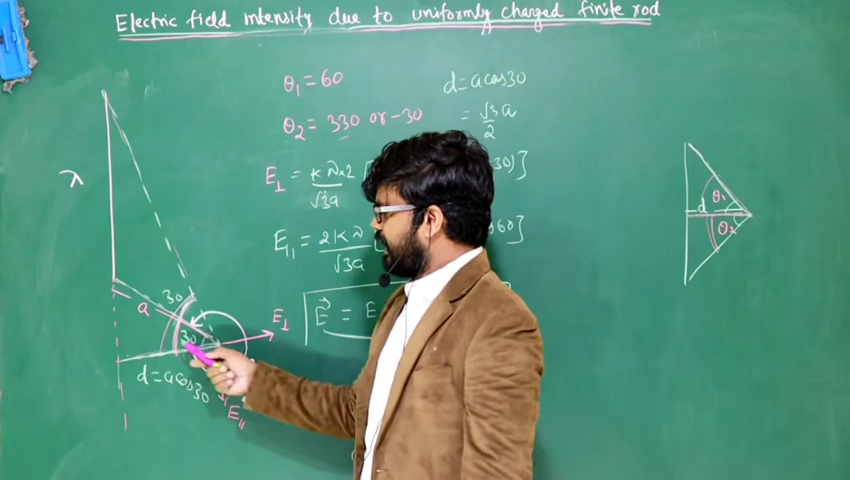 Electric field intensity due to uniformly charged finite rod
θ₁ = 60
d = a cos30
θ₂ = 330 or -30
= √3a/2
E⊥ = Kλ×2/√3a [ 30)]
E∥ = 2Kλ/√3a [ 60]
E⃗ = E
λ
30
a
30
E⊥
d = a cos30
E∥
θ₁
d
θ₂